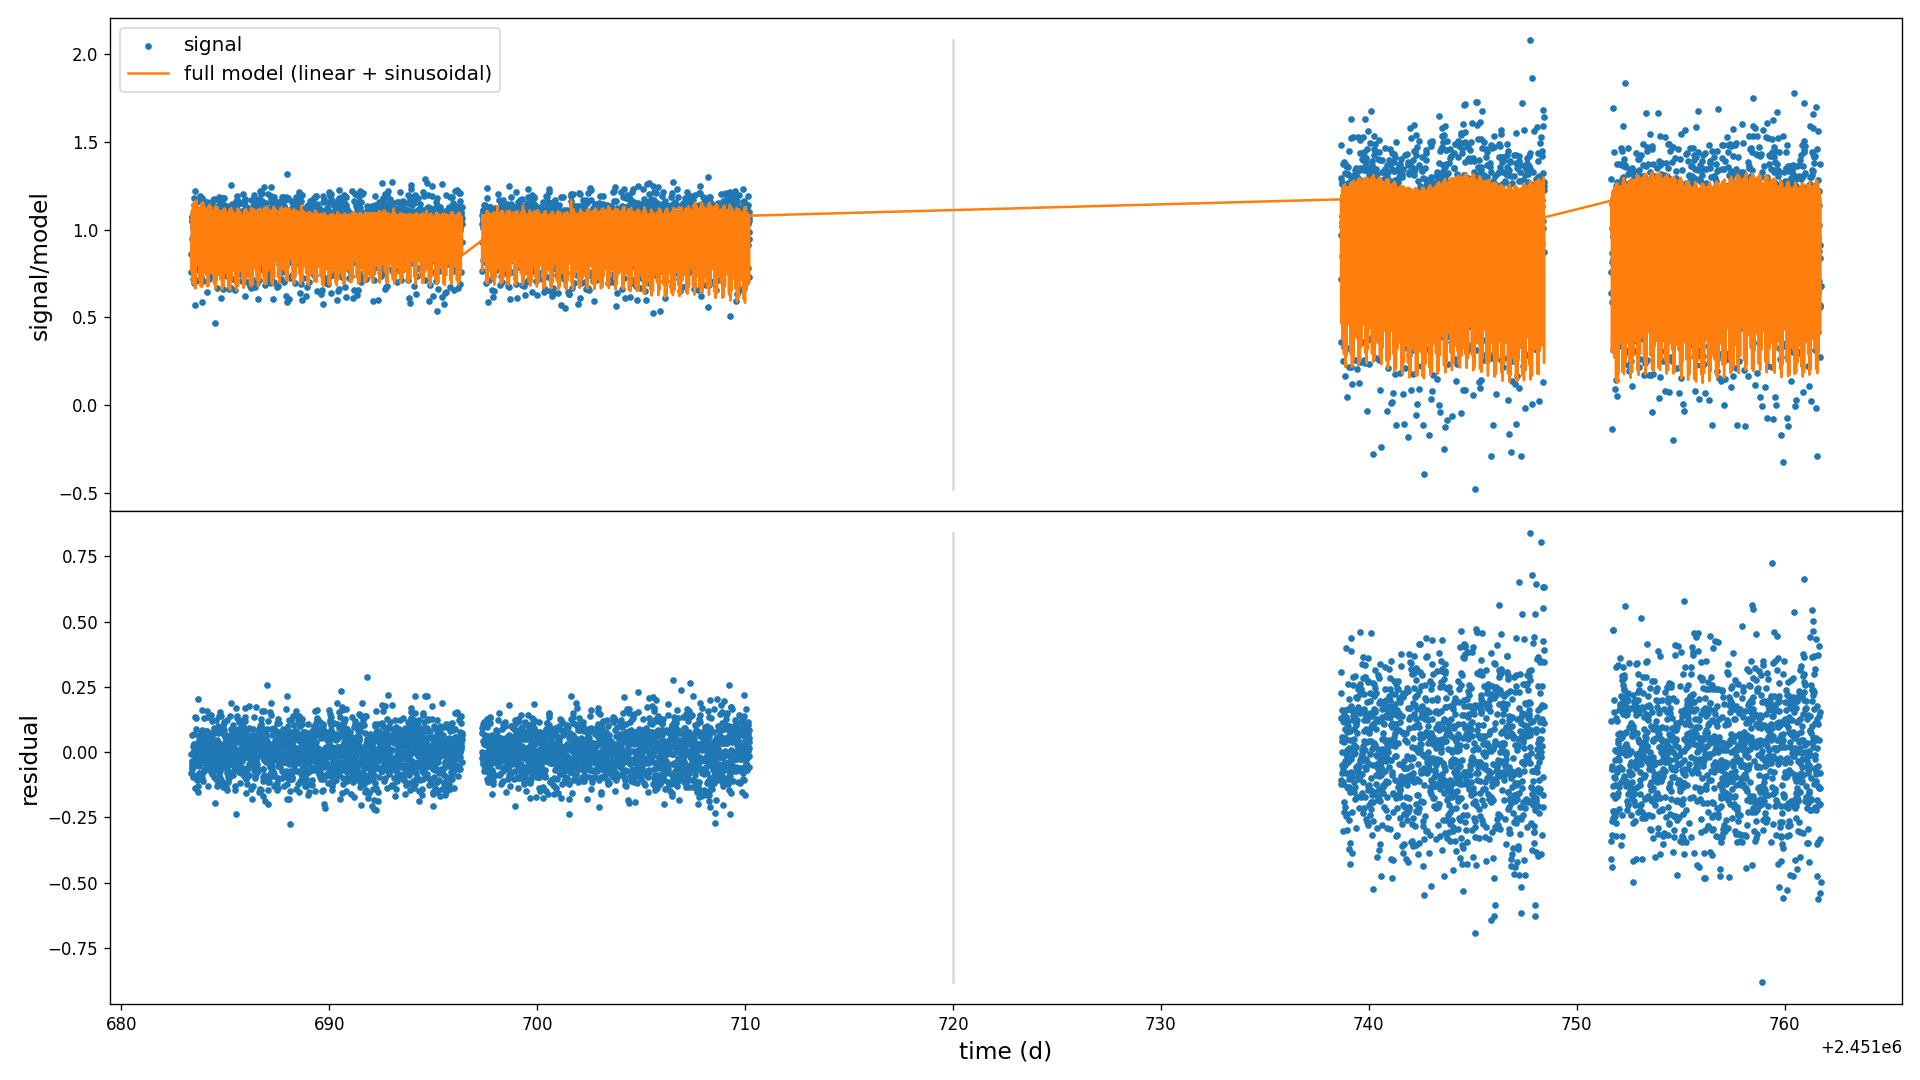 signal
full model (linear + sinusoidal)
2.0
1.5
1.0
0.5
0.0
−0.5
signal/model
0.75
0.50
0.25
0.00
−0.25
−0.50
−0.75
residual
680 690 700 710 720 730 740 750 760
time (d)
+2.451e6